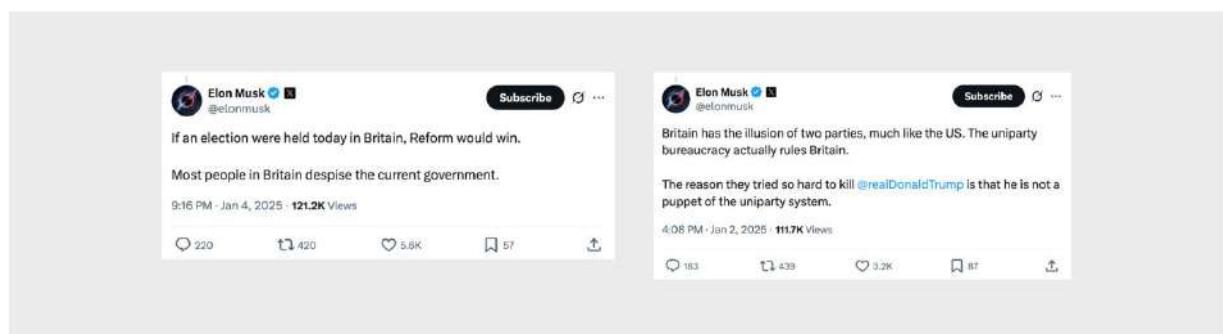 Elon Musk
@elonmusk
Subscribe
If an election were held today in Britain, Reform would win.
Most people in Britain despise the current government.
9:16 PM · Jan 4, 2025 · 121.2K Views
220 420 5.6K 57
Elon Musk
@elonmusk
Subscribe
Britain has the illusion of two parties, much like the US. The uniparty
bureaucracy actually rules Britain.
The reason they tried so hard to kill @realDonaldTrump is that he is not a
puppet of the uniparty system.
4:08 PM · Jan 2, 2025 · 111.7K Views
183 439 3.2K 87